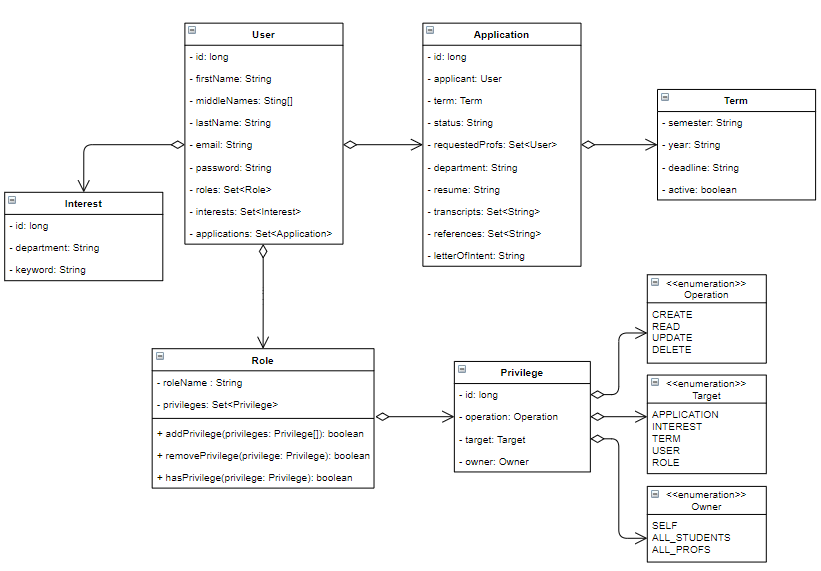 User
- id: long
- firstName: String
- middleNames: Sting[]
- lastName: String
- email: String
- password: String
- roles: Set<Role>
- interests: Set<Interest>
- applications: Set<Application>
Application
- id: long
- applicant: User
- term: Term
- status: String
- requestedProfs: Set<User>
- department: String
- resume: String
- transcripts: Set<String>
- references: Set<String>
- letterOfIntent: String
Term
- semester: String
- year: String
- deadline: String
- active: boolean
Interest
- id: long
- department: String
- keyword: String
Role
- roleName : String
- privileges: Set<Privilege>
+ addPrivilege(privileges: Privilege[]): boolean
+ removePrivilege(privilege: Privilege): boolean
+ hasPrivilege(privilege: Privilege): boolean
Privilege
- id: long
- operation: Operation
- target: Target
- owner: Owner
<<enumeration>>
Operation
CREATE
READ
UPDATE
DELETE
<<enumeration>>
Target
APPLICATION
INTEREST
TERM
USER
ROLE
<<enumeration>>
Owner
SELF
ALL_STUDENTS
ALL_PROFS